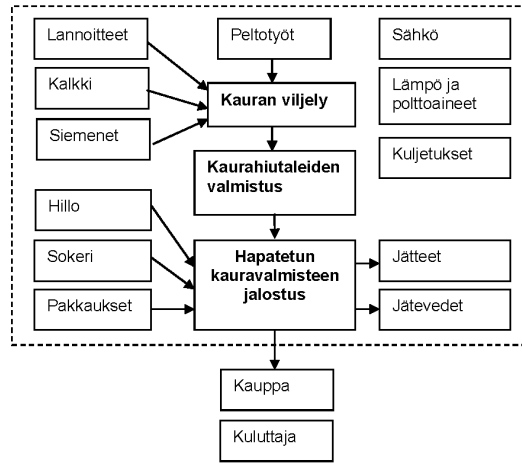 Lannoitteet
Peltotyöt
Sähkö
Kalkki
Kauran viljely
Lämpö ja
polttoaineet
Siemenet
Kaurahiutaleiden
valmistus
Kuljetukset
Hillo
Sokeri
Hapatetun
kauravalmisteen
jalostus
Jätteet
Pakkaukset
Jätevedet
Kauppa
Kuluttaja